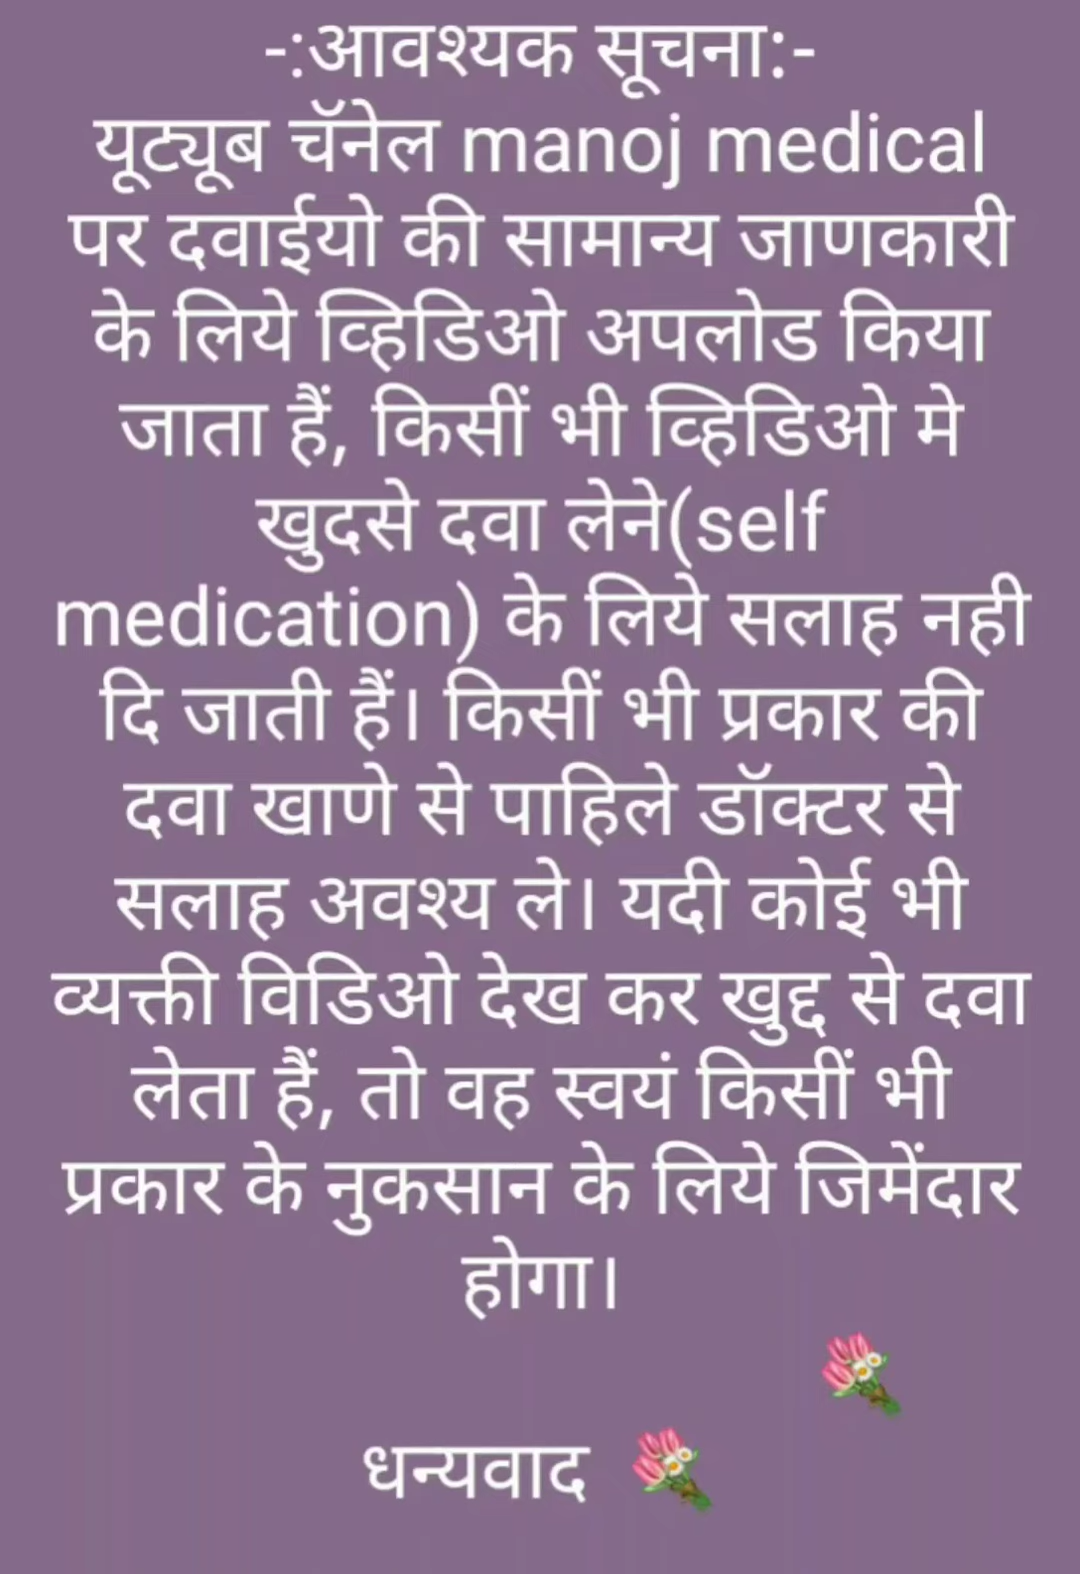 -:आवश्यक सूचना:-
यूट्यूब चॅनेल manoj medical
पर दवाईयो की सामान्य जाणकारी
के लिये व्हिडिओ अपलोड किया
जाता हैं, किसीं भी व्हिडिओ मे
खुदसे दवा लेने(self
medication) के लिये सलाह नही
दि जाती हैं। किसीं भी प्रकार की
दवा खाणे से पाहिले डॉक्टर से
सलाह अवश्य ले। यदी कोई भी
व्यक्ती विडिओ देख कर खुद्द से दवा
लेता हैं, तो वह स्वयं किसीं भी
प्रकार के नुकसान के लिये जिमेंदार
होगा।
💐
धन्यवाद 💐